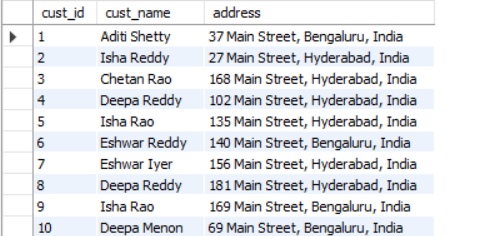 cust_id cust_name address
1 Aditi Shetty 37 Main Street, Bengaluru, India
2 Isha Reddy 27 Main Street, Hyderabad, India
3 Chetan Rao 168 Main Street, Hyderabad, India
4 Deepa Reddy 102 Main Street, Hyderabad, India
5 Isha Rao 135 Main Street, Hyderabad, India
6 Eshwar Reddy 140 Main Street, Bengaluru, India
7 Eshwar Iyer 156 Main Street, Hyderabad, India
8 Deepa Reddy 181 Main Street, Hyderabad, India
9 Isha Rao 169 Main Street, Bengaluru, India
10 Deepa Menon 69 Main Street, Bengaluru, India